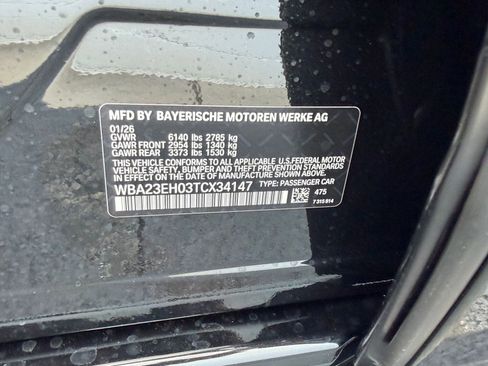 MFD BY BAYERISCHE MOTOREN WERKE AG
01/26
GVWR 6140 lbs 2785 kg
GAWR FRONT 2954 lbs 1340 kg
GAWR REAR 3373 lbs 1530 kg
THIS VEHICLE CONFORMS TO ALL APPLICABLE U.S.FEDERAL MOTOR
VEHICLE SAFETY, BUMPER, AND THEFT PREVENTION STANDARDS
IN EFFECT ON THE DATE OF MANUFACTURE SHOWN ABOVE.
WBA23EH03TCX34147 TYPE: PASSENGER CAR
475
7 315 814